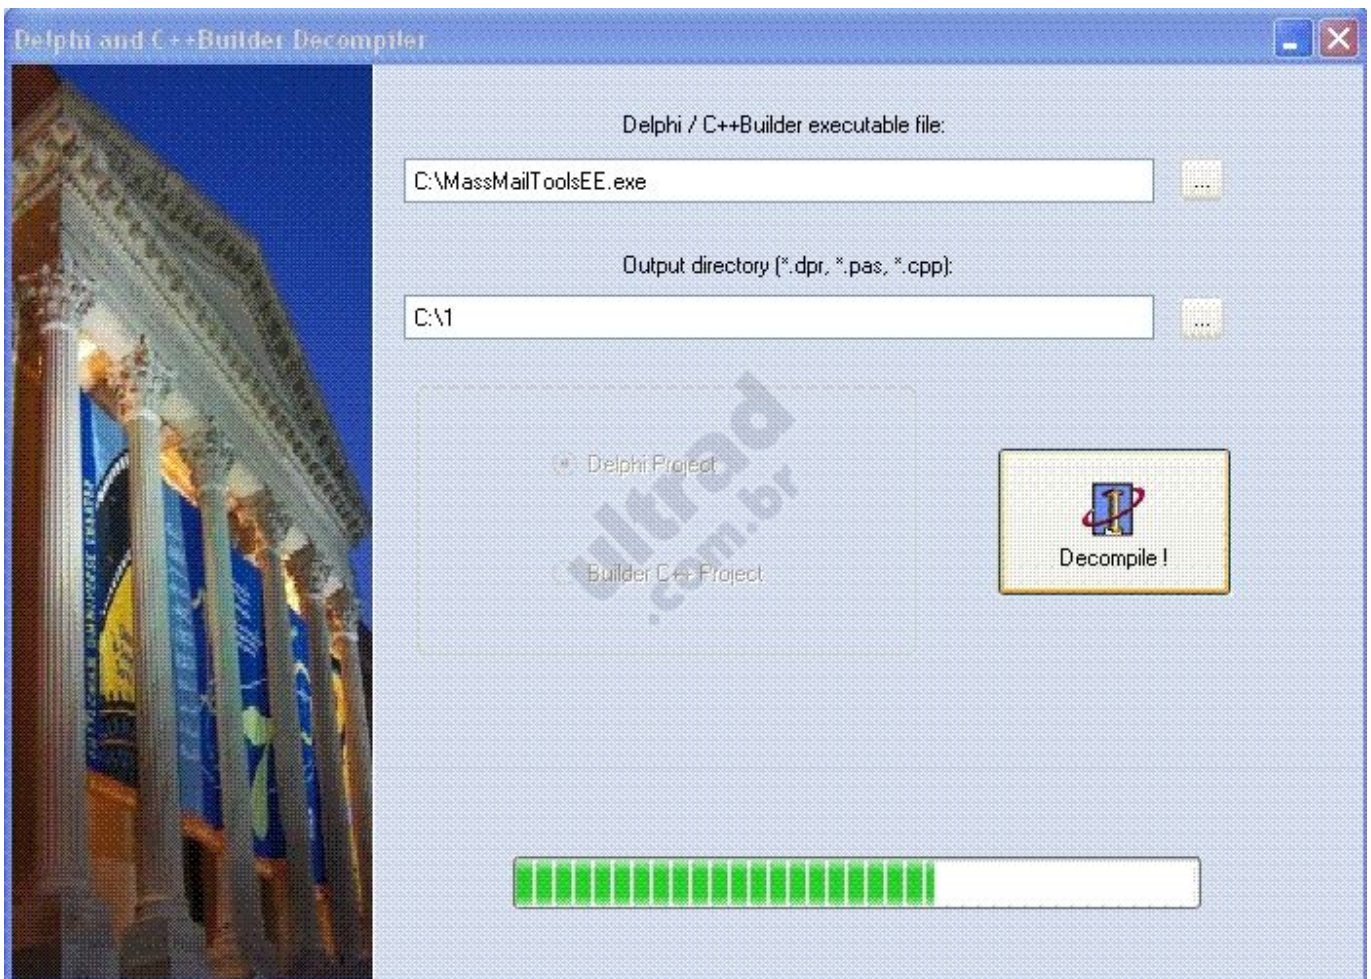 Delphi and C++Builder Decompiler
Delphi / C++Builder executable file:
C:\MassMailToolsEE.exe
...
Output directory (*.dpr, *.pas, *.cpp):
C:\1
...
Delphi Project
Builder C++ Project
ultrad
.com.br
Decompile !